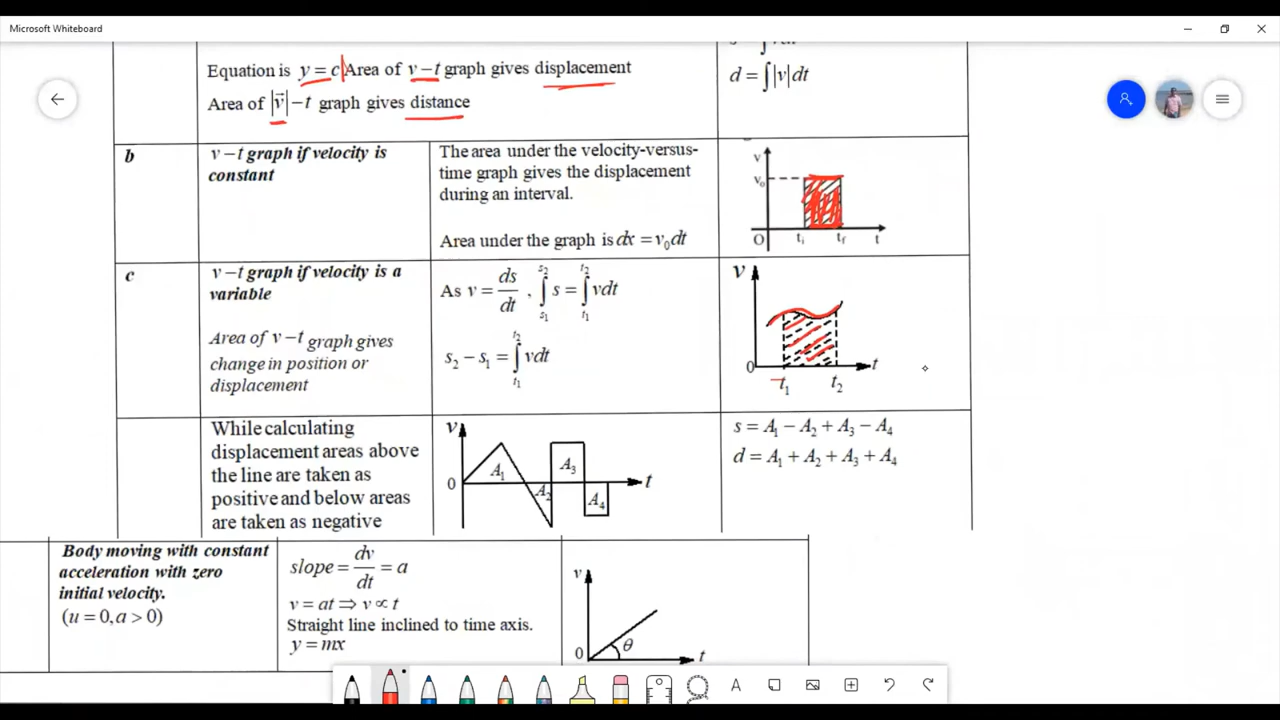 Microsoft Whiteboard
Equation is y = c Area of v − t graph gives displacement
Area of |v⃗| − t graph gives distance
d = ∫|v|dt
b
v − t graph if velocity is
constant
The area under the velocity-versus-
time graph gives the displacement
during an interval.
Area under the graph is dx = v₀dt
v
v₀
O
tᵢ
t_f
t
c
v − t graph if velocity is a
variable
Area of v − t graph gives
change in position or
displacement
As v = ds/dt , ∫_{s₁}^{s₂} s = ∫_{t₁}^{t₂} vdt
s₂ − s₁ = ∫_{t₁}^{t₂} vdt
v
0
t₁
t₂
t
While calculating
displacement areas above
the line are taken as
positive and below areas
are taken as negative
v
0
A₁
A₂
A₃
A₄
t
s = A₁ − A₂ + A₃ − A₄
d = A₁ + A₂ + A₃ + A₄
Body moving with constant
acceleration with zero
initial velocity.
(u = 0, a > 0)
slope = dv/dt = a
v = at ⇒ v ∝ t
Straight line inclined to time axis.
y = mx
v
0
θ
t
A